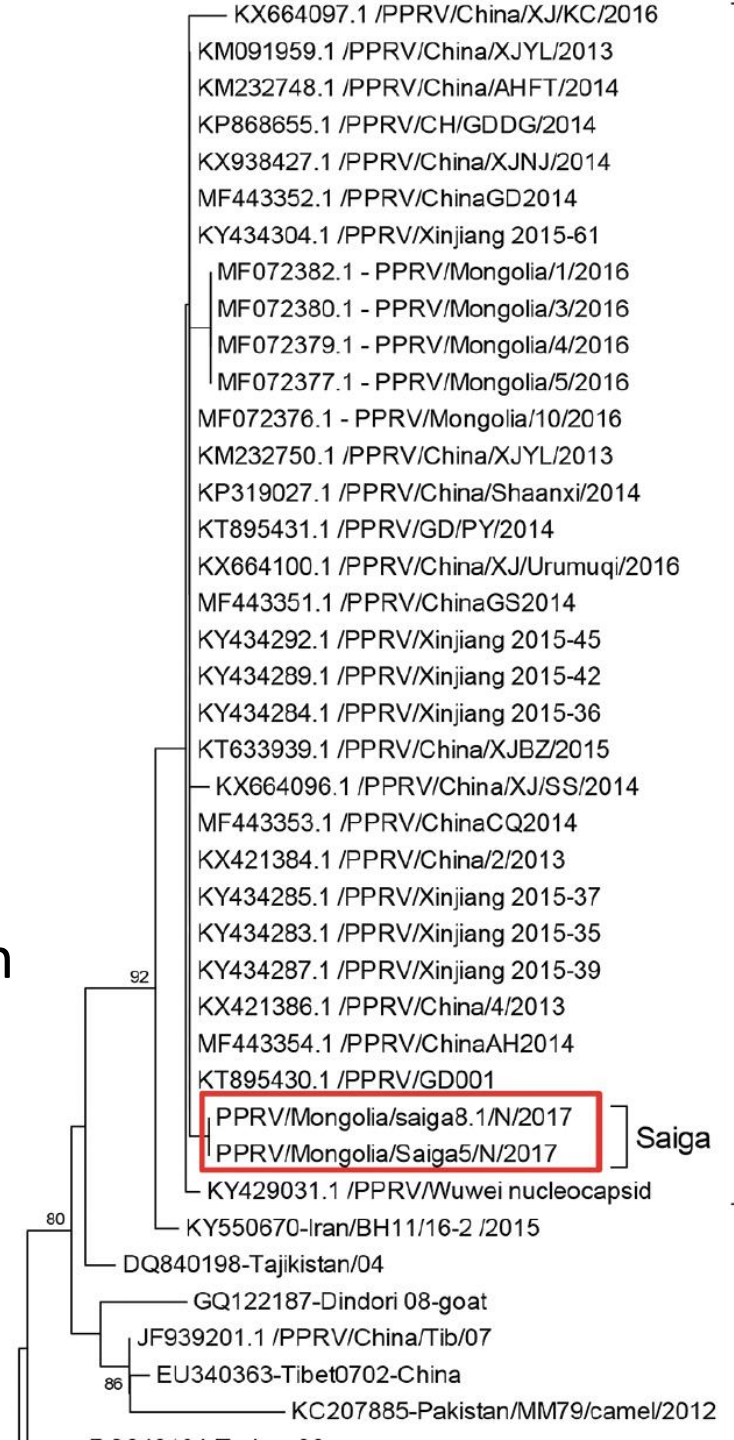 KX664097.1 /PPRV/China/XJ/KC/2016
KM091959.1 /PPRV/China/XJYL/2013
KM232748.1 /PPRV/China/AHFT/2014
KP868655.1 /PPRV/CH/GDDG/2014
KX938427.1 /PPRV/China/XJNJ/2014
MF443352.1 /PPRV/ChinaGD2014
KY434304.1 /PPRV/Xinjiang 2015-61
MF072382.1 - PPRV/Mongolia/1/2016
MF072380.1 - PPRV/Mongolia/3/2016
MF072379.1 - PPRV/Mongolia/4/2016
MF072377.1 - PPRV/Mongolia/5/2016
MF072376.1 - PPRV/Mongolia/10/2016
KM232750.1 /PPRV/China/XJYL/2013
KP319027.1 /PPRV/China/Shaanxi/2014
KT895431.1 /PPRV/GD/PY/2014
KX664100.1 /PPRV/China/XJ/Urumuqi/2016
MF443351.1 /PPRV/ChinaGS2014
KY434292.1 /PPRV/Xinjiang 2015-45
KY434289.1 /PPRV/Xinjiang 2015-42
KY434284.1 /PPRV/Xinjiang 2015-36
KT633939.1 /PPRV/China/XJBZ/2015
KX664096.1 /PPRV/China/XJ/SS/2014
MF443353.1 /PPRV/ChinaCQ2014
KX421384.1 /PPRV/China/2/2013
KY434285.1 /PPRV/Xinjiang 2015-37
KY434283.1 /PPRV/Xinjiang 2015-35
n
KY434287.1 /PPRV/Xinjiang 2015-39
92
KX421386.1 /PPRV/China/4/2013
MF443354.1 /PPRV/ChinaAH2014
KT895430.1 /PPRV/GD001
PPRV/Mongolia/saiga8.1/N/2017
Saiga
PPRV/Mongolia/Saiga5/N/2017
KY429031.1 /PPRV/Wuwei nucleocapsid
80
KY550670-Iran/BH11/16-2 /2015
DQ840198-Tajikistan/04
GQ122187-Dindori 08-goat
JF939201.1 /PPRV/China/Tib/07
EU340363-Tibet0702-China
86
KC207885-Pakistan/MM79/camel/2012